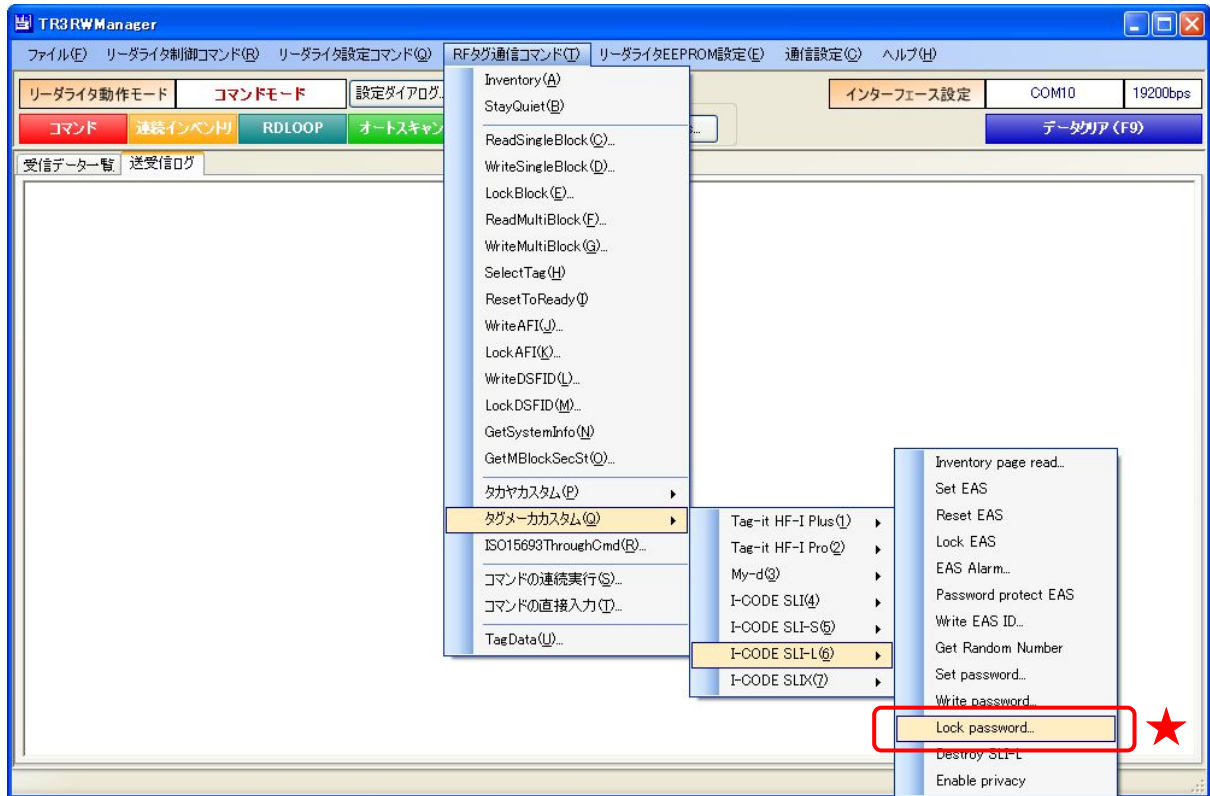 TR3RWManager
ファイル(F) リーダライタ制御コマンド(R) リーダライタ設定コマンド(Q) RFタグ通信コマンド(T) リーダライタEEPROM設定(E) 通信設定(C) ヘルプ(H)
リーダライタ動作モード コマンドモード 設定ダイアログ インターフェース設定 COM10 19200bps
コマンド 連続インベントリ RDLOOP オートスキャン データクリア (F9)
受信データ一覧 送受信ログ
Inventory(A)
StayQuiet(B)
ReadSingleBlock(C)...
WriteSingleBlock(D)...
LockBlock(E)...
ReadMultiBlock(F)...
WriteMultiBlock(G)...
SelectTag(H)
ResetToReady(I)
WriteAFI(J)...
LockAFI(K)...
WriteDSFID(L)...
LockDSFID(M)...
GetSystemInfo(N)
GetMBlockSecSt(O)...
タカヤカスタム(P)
タグメーカカスタム(Q)
ISO15693ThroughCmd(R)...
コマンドの連続実行(S)...
コマンドの直接入力(T)...
TagData(U)...
Tag-it HF-I Plus(1)
Tag-it HF-I Pro(2)
My-d(3)
I-CODE SLI(4)
I-CODE SLI-S(5)
I-CODE SLI-L(6)
I-CODE SLIX(7)
Inventory page read...
Set EAS
Reset EAS
Lock EAS
EAS Alarm...
Password protect EAS
Write EAS ID...
Get Random Number
Set password...
Write password...
Lock password...
Destroy SLI-L
Enable privacy